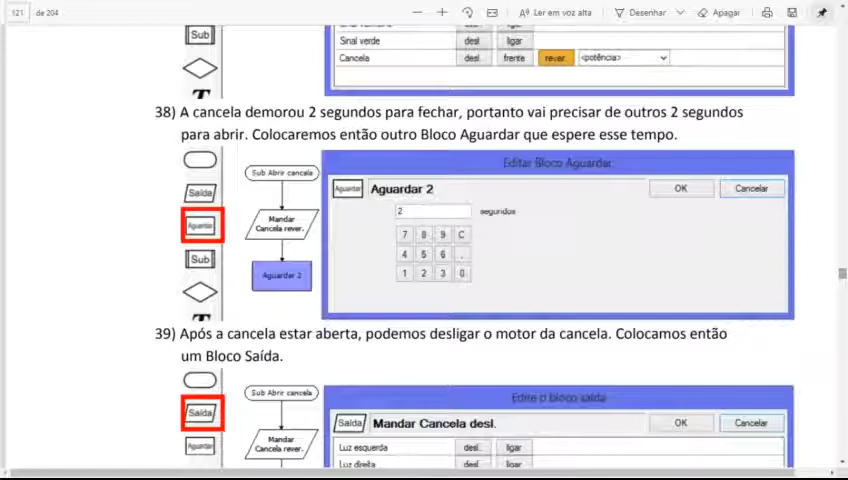 121 de 204 Ler em voz alta Desenhar Apagar
Sub
Sinal verde desl. ligar
Cancela desl. frente rever. <potência>
38) A cancela demorou 2 segundos para fechar, portanto vai precisar de outros 2 segundos
para abrir. Colocaremos então outro Bloco Aguardar que espere esse tempo.
Editar Bloco Aguardar
Sub Abrir cancela
Saída
Aguardar Aguardar 2 OK Cancelar
2 segundos
Aguardar
Mandar
Cancela rever.
7 8 9 C
4 5 6 .
1 2 3 0
Sub
Aguardar 2
39) Após a cancela estar aberta, podemos desligar o motor da cancela. Colocamos então
um Bloco Saída.
Sub Abrir cancela
Edite o bloco saída
Saída
Saída Mandar Cancela desl. OK Cancelar
Aguardar
Mandar
Cancela rever.
Luz esquerda desl. ligar
Luz direita desl. ligar